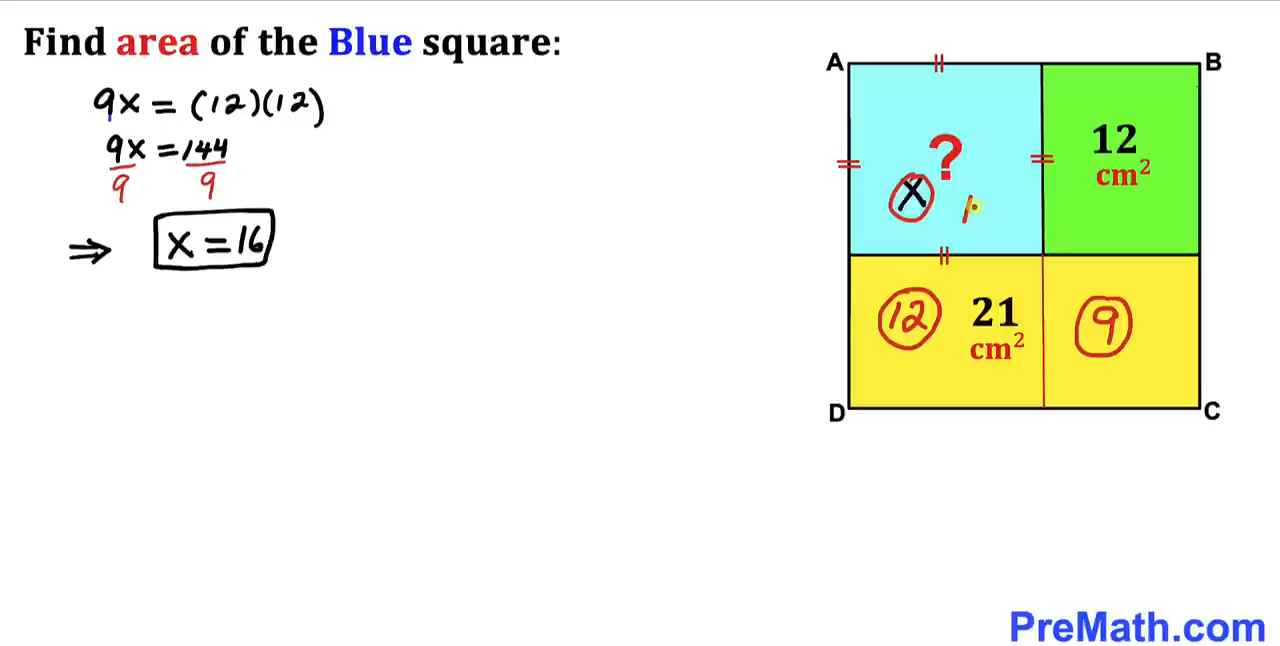 Find area of the Blue square:
9x = (12)(12)
9x = 144
9 9
⇒ x = 16
A
B
?
x
12
cm²
12
21
cm²
9
D
C
PreMath.com